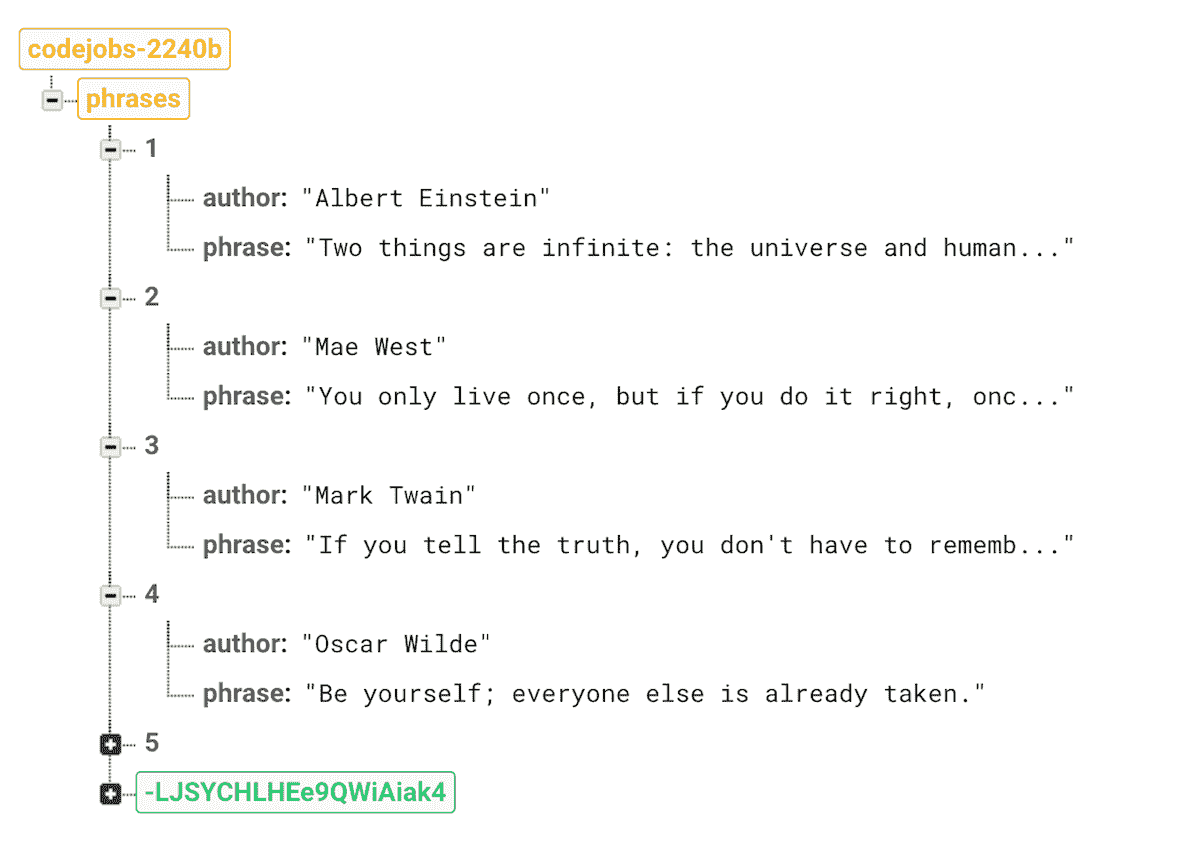 codejobs-2240b
phrases
1
author: "Albert Einstein"
phrase: "Two things are infinite: the universe and human..."
2
author: "Mae West"
phrase: "You only live once, but if you do it right, onc..."
3
author: "Mark Twain"
phrase: "If you tell the truth, you don't have to rememb..."
4
author: "Oscar Wilde"
phrase: "Be yourself; everyone else is already taken."
5
-LJSYCHLHEe9QWiAiak4